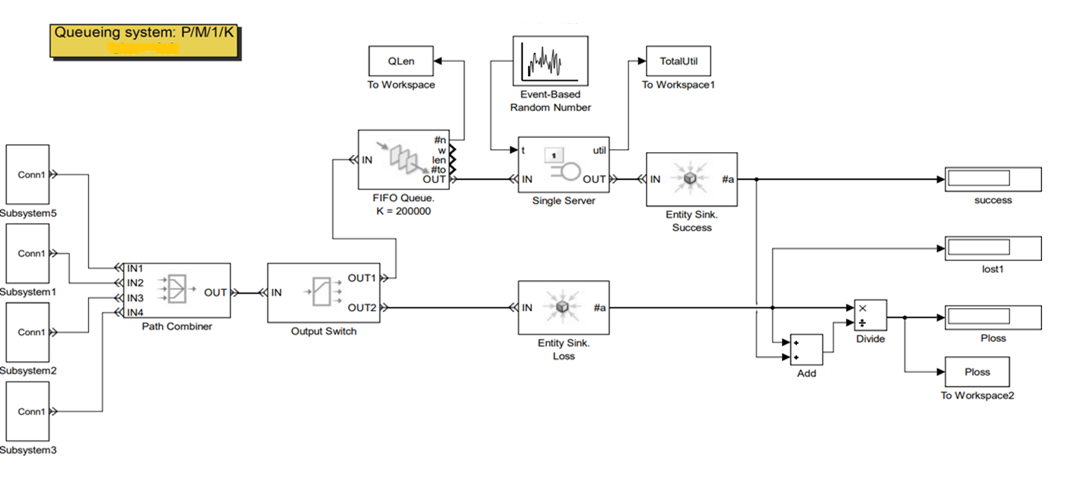 Queueing system: P/M/1/K
QLen
To Workspace
Event-Based
Random Number
TotalUtil
To Workspace1
IN
#n
w
len
#to
OUT
FIFO Queue.
K = 200000
t
util
IN
OUT
Single Server
IN
#a
Entity Sink.
Success
success
Conn1
Subsystem5
Conn1
Subsystem1
Conn1
Subsystem2
Conn1
Subsystem3
IN1
IN2
IN3
IN4
OUT
Path Combiner
IN
OUT1
OUT2
Output Switch
IN
#a
Entity Sink.
Loss
lost1
Add
Divide
Ploss
Ploss
To Workspace2